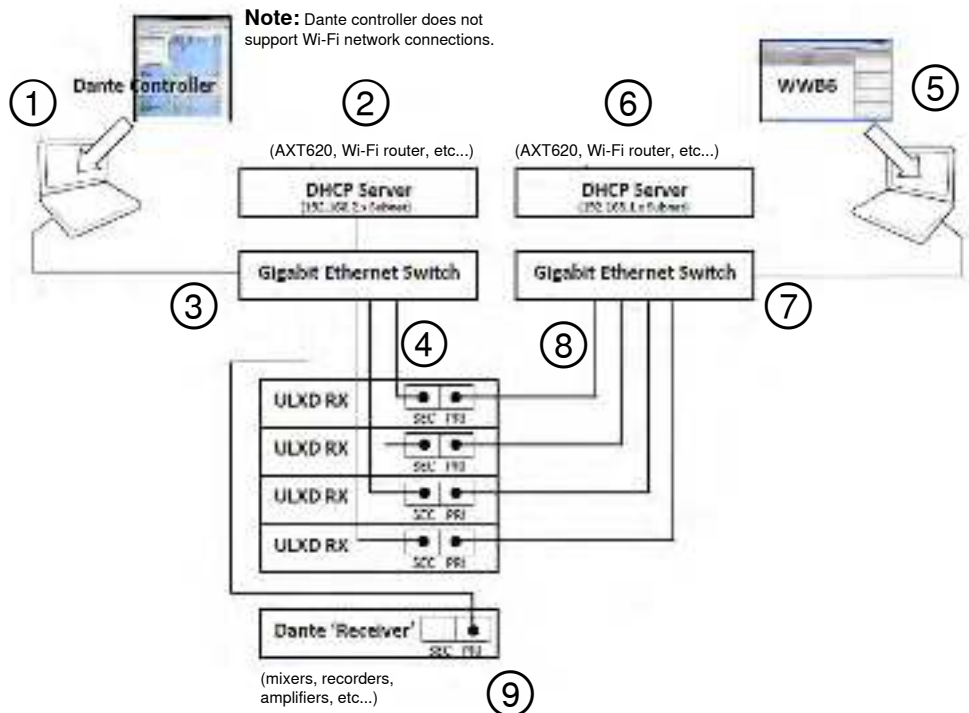 Note: Dante controller does not
support Wi-Fi network connections.
Dante Controller
WWB6
1
2
6
5
(AXT620, Wi-Fi router, etc...)
(AXT620, Wi-Fi router, etc...)
DHCP Server
Subnet)
DHCP Server
Subnet)
Gigabit Ethernet Switch
Gigabit Ethernet Switch
3
7
4
8
ULXD RX
SEC PRI
ULXD RX
SEC PRI
ULXD RX
SEC PRI
ULXD RX
SEC PRI
Dante 'Receiver'
SEC PRI
(mixers, recorders,
amplifiers, etc...)
9